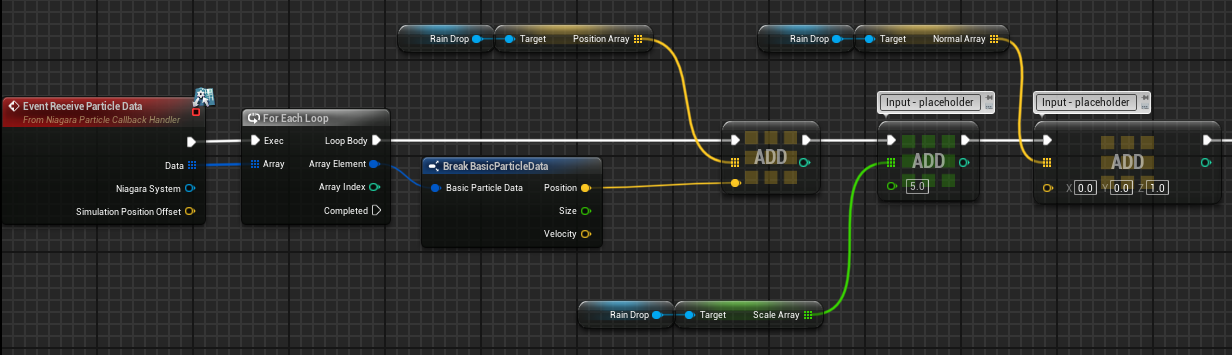 Rain Drop
Target
Position Array
Rain Drop
Target
Normal Array
Event Receive Particle Data
From Niagara Particle Callback Handler
Data
Niagara System
Simulation Position Offset
For Each Loop
Exec
Loop Body
Array
Array Element
Array Index
Completed
Break BasicParticleData
Basic Particle Data
Position
Size
Velocity
ADD
Input - placeholder
ADD
5.0
Input - placeholder
ADD
X 0.0 Y 0.0 Z 1.0
Rain Drop
Target
Scale Array